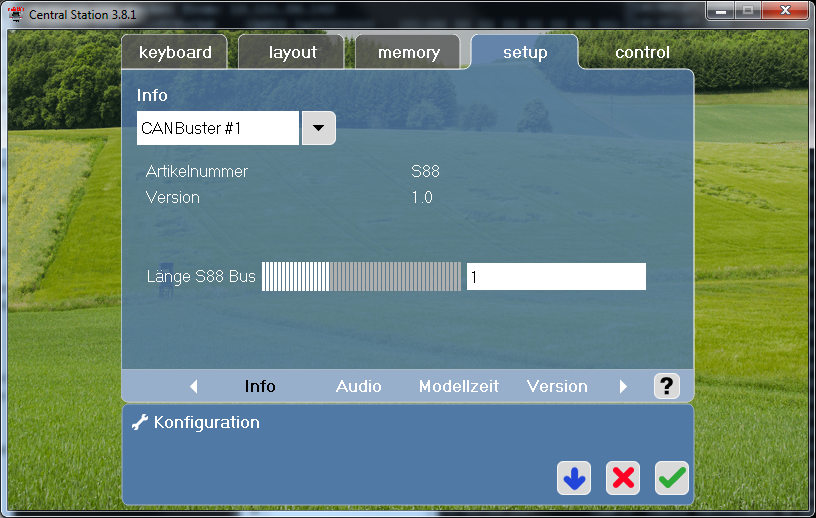 Central Station 3.8.1
keyboard layout memory setup control
Info
CANBuster #1
Artikelnummer S88
Version 1.0
Länge S88 Bus 1
Info Audio Modellzeit Version ?
Konfiguration